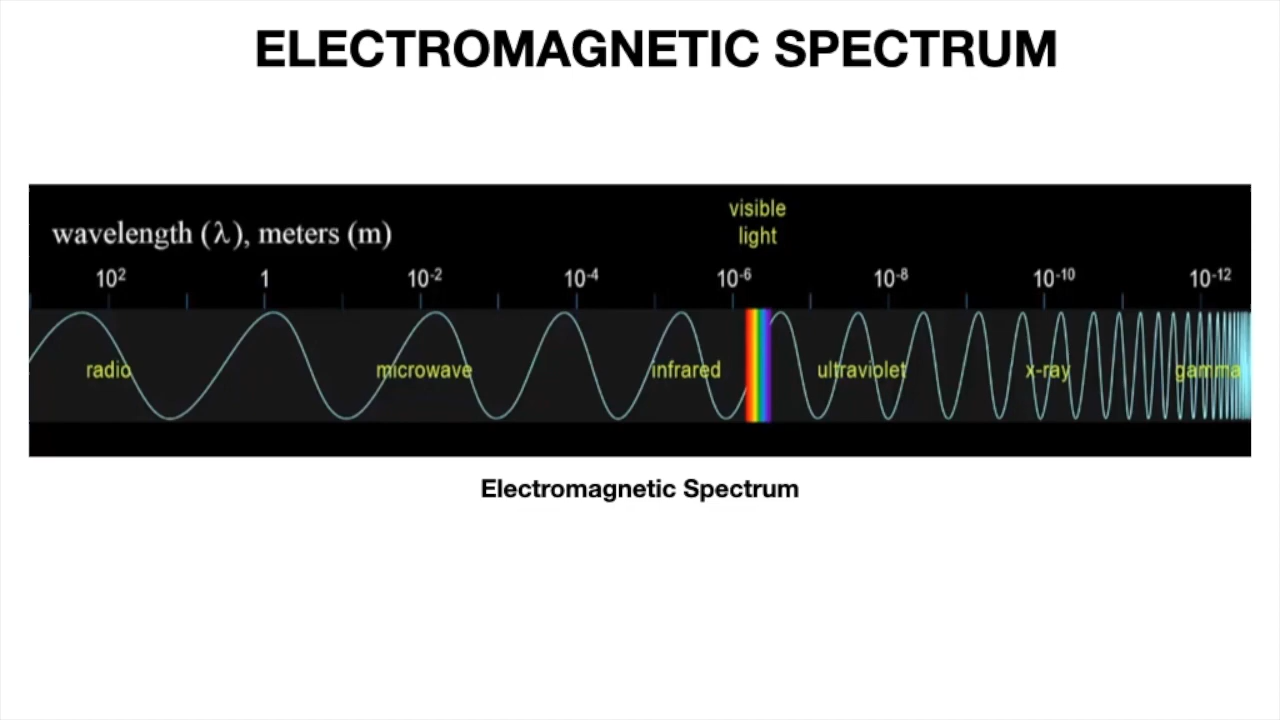 ELECTROMAGNETIC SPECTRUM
visible
light
wavelength (λ), meters (m)
10² 1 10⁻² 10⁻⁴ 10⁻⁶ 10⁻⁸ 10⁻¹⁰ 10⁻¹²
radio microwave infrared ultraviolet x-ray gamma
Electromagnetic Spectrum